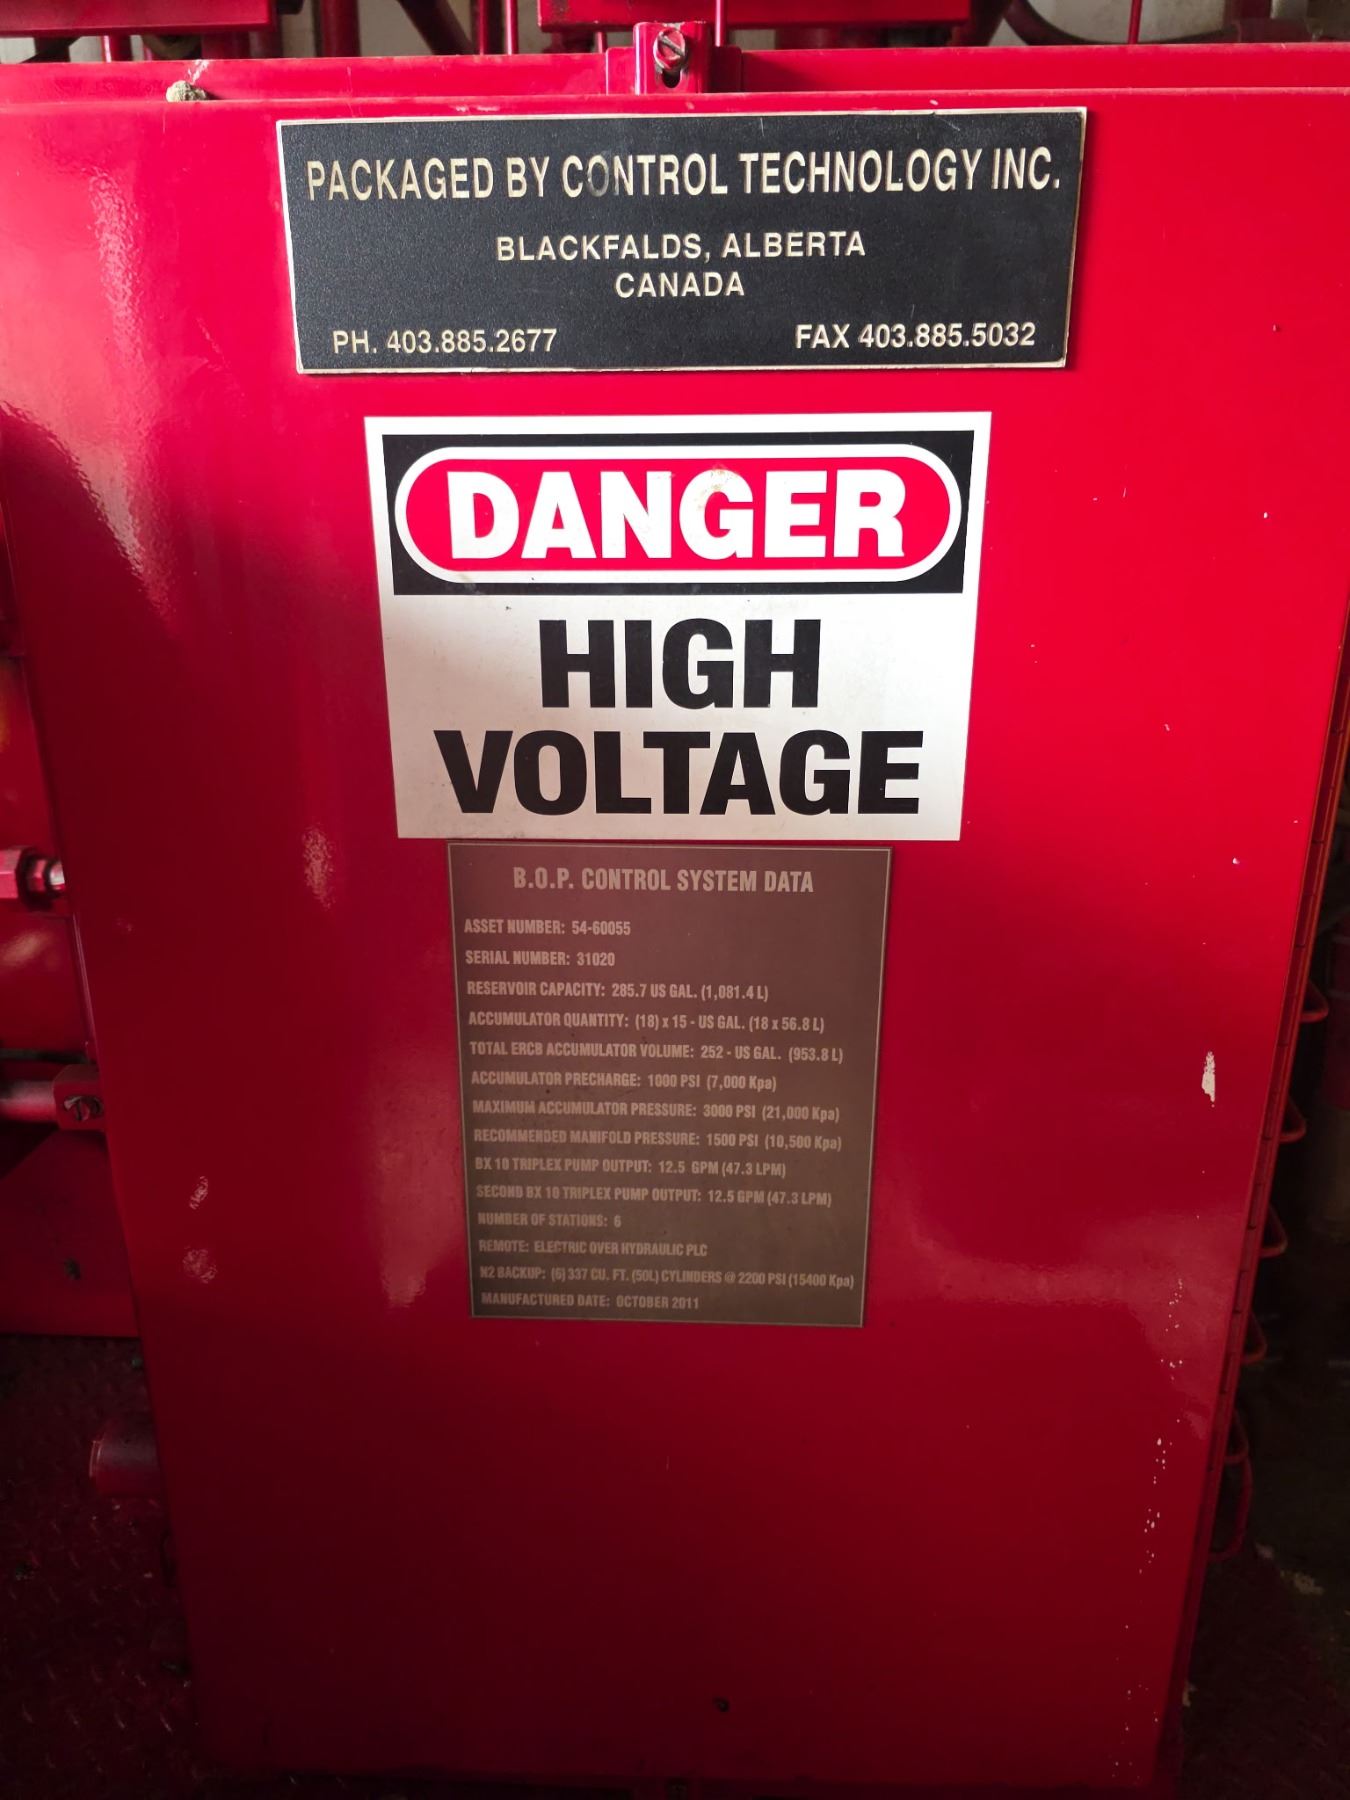 PACKAGED BY CONTROL TECHNOLOGY INC.
BLACKFALDS, ALBERTA
CANADA
PH. 403.885.2677 FAX 403.885.5032
DANGER
HIGH
VOLTAGE
B.O.P. CONTROL SYSTEM DATA
ASSET NUMBER: 54-60055
SERIAL NUMBER: 31020
RESERVOIR CAPACITY: 285.7 US GAL. (1,081.4 L)
ACCUMULATOR QUANTITY: (18) x 15 - US GAL. (18 x 56.8 L)
TOTAL ERCB ACCUMULATOR VOLUME: 252 - US GAL. (953.8 L)
ACCUMULATOR PRECHARGE: 1000 PSI (7,000 Kpa)
MAXIMUM ACCUMULATOR PRESSURE: 3000 PSI (21,000 Kpa)
RECOMMENDED MANIFOLD PRESSURE: 1500 PSI (10,500 Kpa)
BX 10 TRIPLEX PUMP OUTPUT: 12.5 GPM (47.3 LPM)
SECOND BX 10 TRIPLEX PUMP OUTPUT: 12.5 GPM (47.3 LPM)
NUMBER OF STATIONS: 6
REMOTE: ELECTRIC OVER HYDRAULIC PLC
N2 BACKUP: (6) 337 CU. FT. (50L) CYLINDERS @ 2200 PSI (15400 Kpa)
MANUFACTURED DATE: OCTOBER 2011